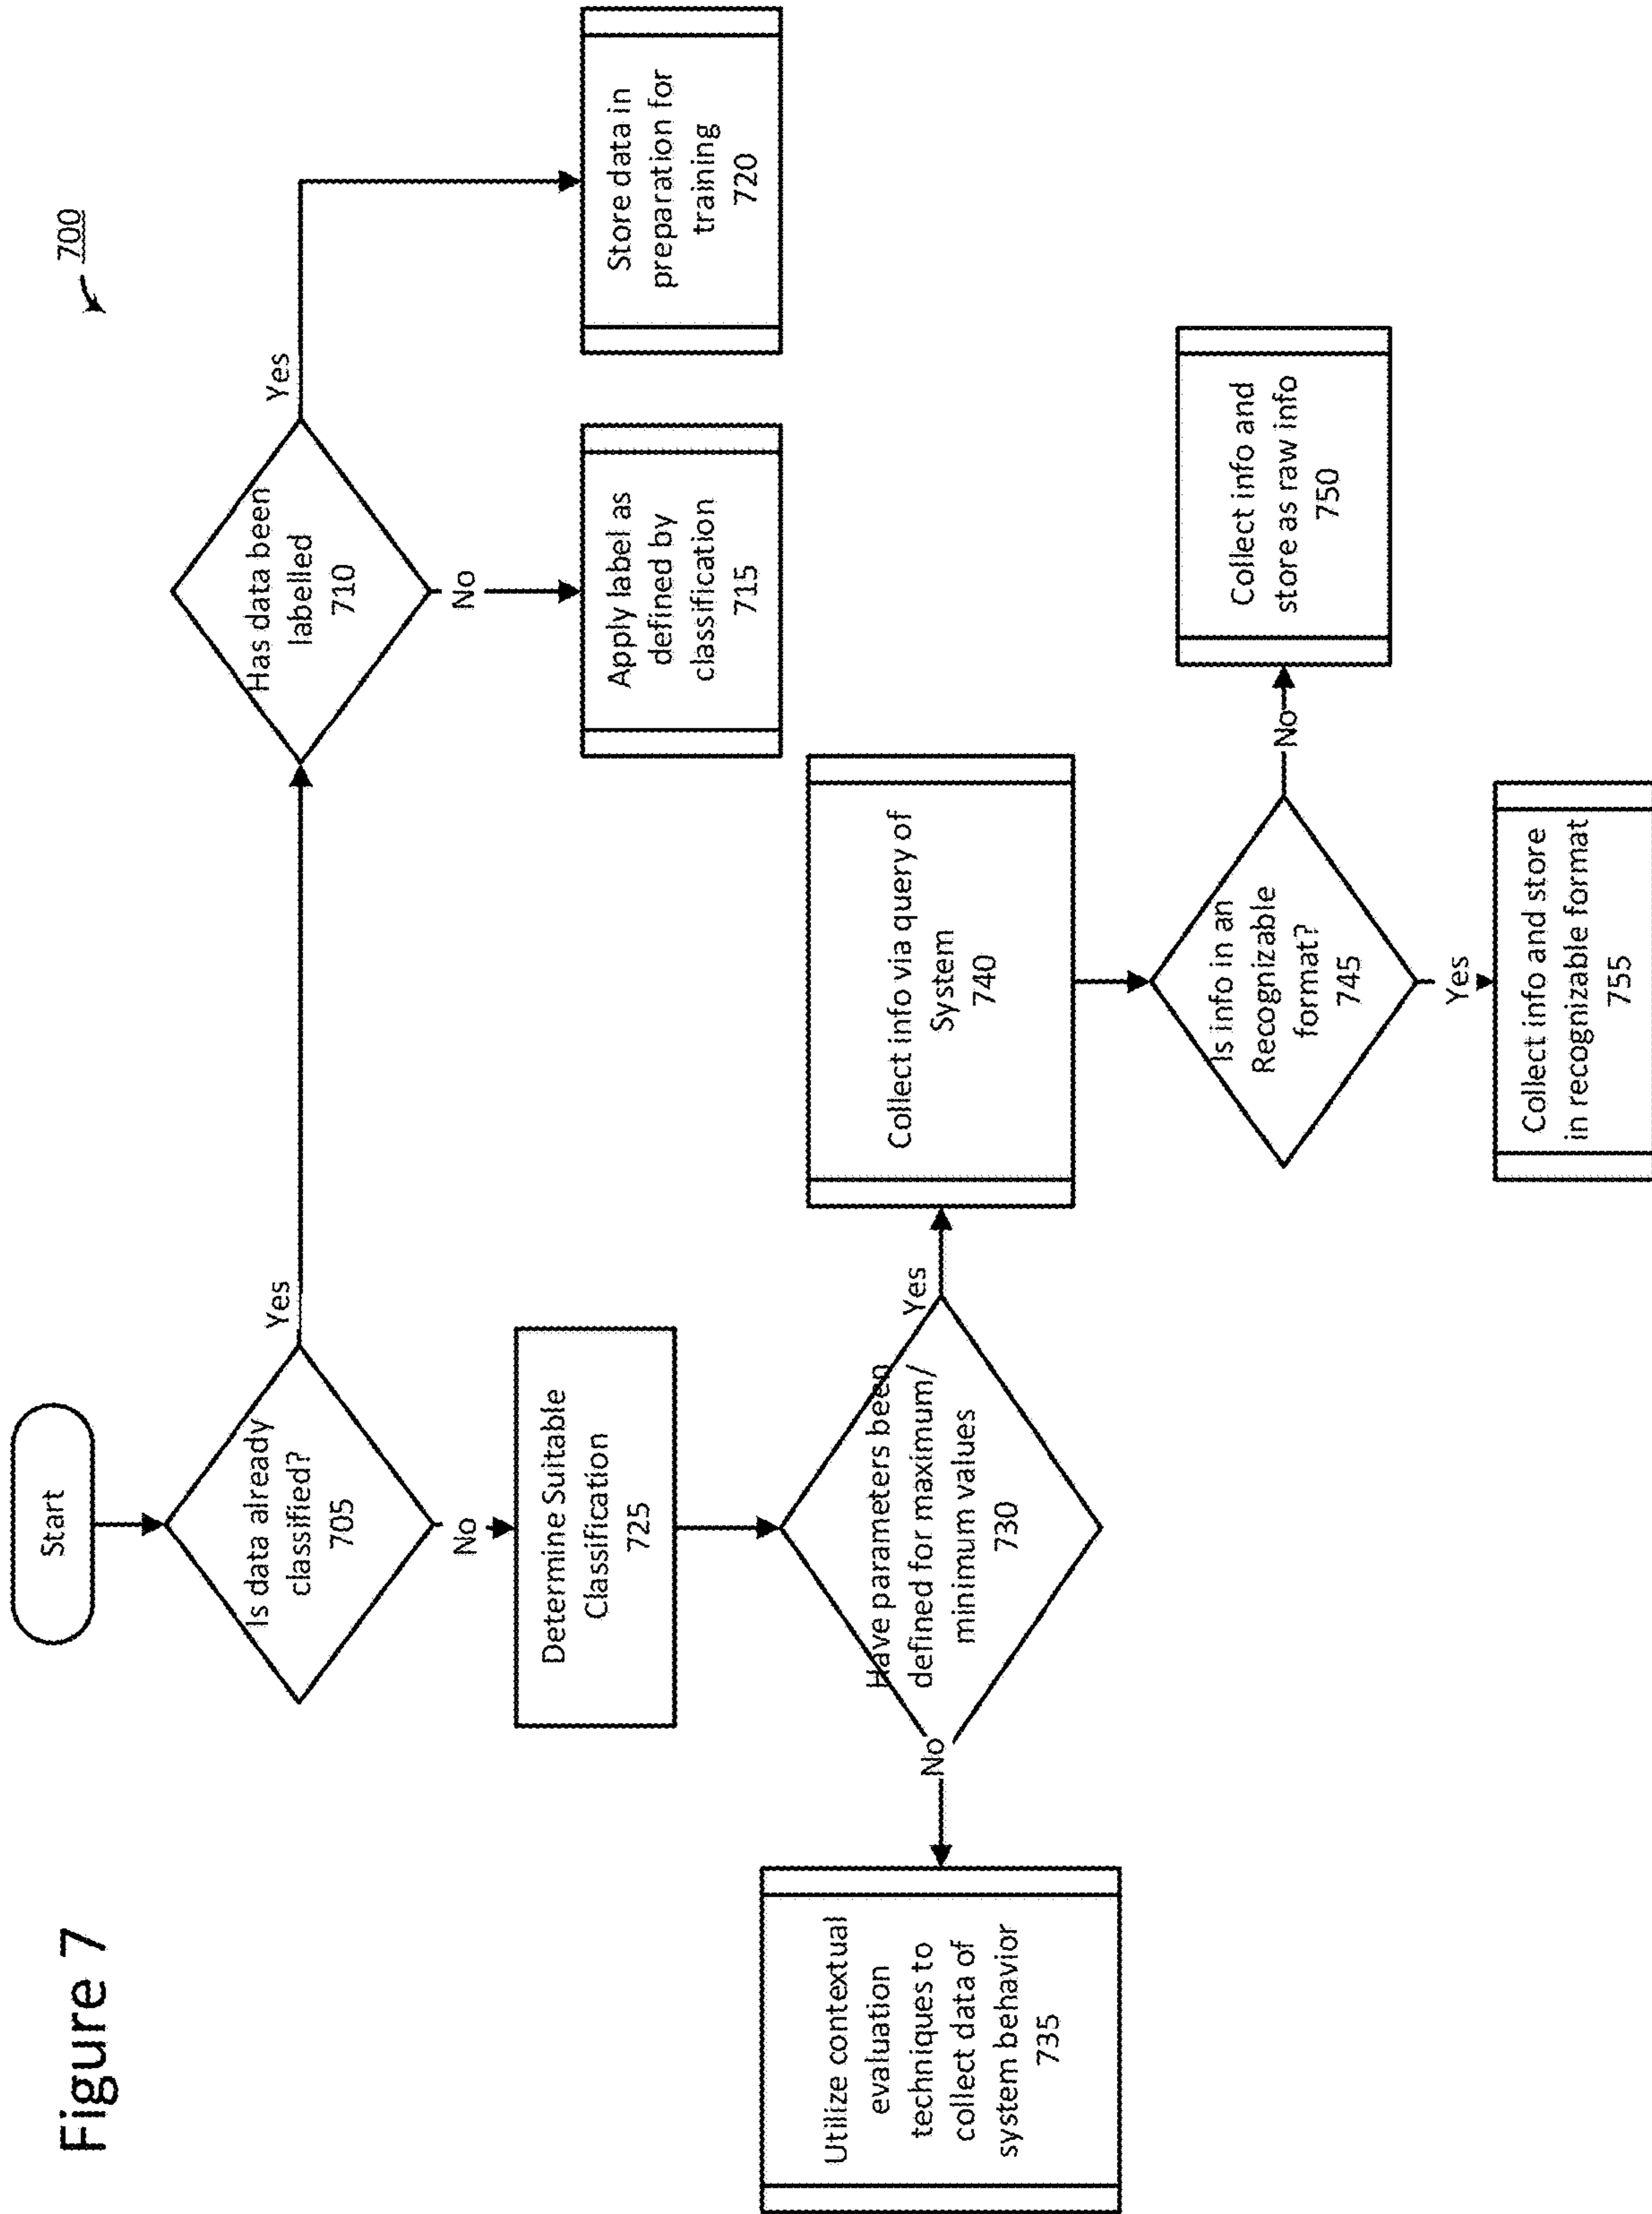 Figure 7
700
Start
Is data already
classified?
705
Yes
No
Has data been
labelled
710
Yes
No
Store data in
preparation for
training
720
Apply label as
defined by
classification
715
Determine Suitable
Classification
725
Have parameters been
defined for maximum/
minimum values
730
No
Yes
Utilize contextual
evaluation
techniques to
collect data of
system behavior
735
Collect info via query of
System
740
Is info in an
Recognizable
format?
745
No
Yes
Collect info and
store as raw info
750
Collect info and store
in recognizable format
755